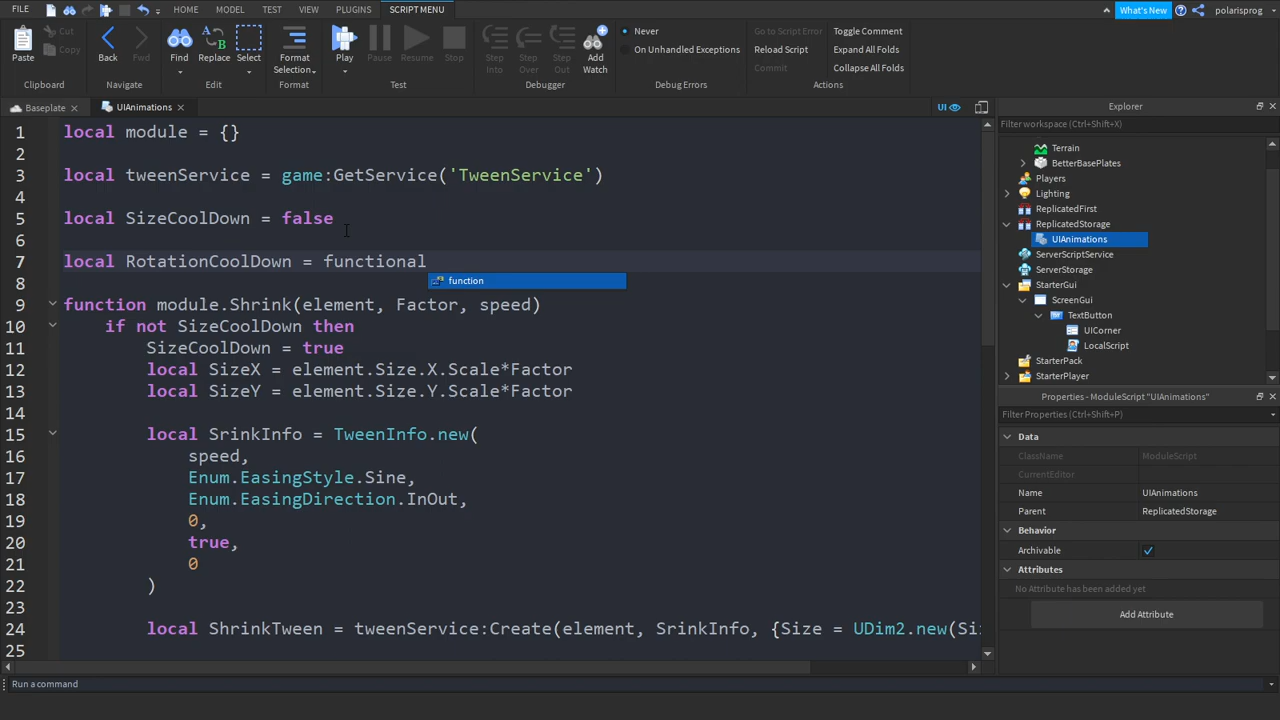 FILE HOME MODEL TEST VIEW PLUGINS SCRIPT MENU What's New polarisprog
Cut
Copy
Paste Back Fwd Find Replace Select Format Selection Play Pause Resume Stop Step Into Step Over Step Out Add Watch
Never
On Unhandled Exceptions
Go to Script Error Toggle Comment
Reload Script Expand All Folds
Commit Collapse All Folds
Clipboard Navigate Edit Format Test Debugger Debug Errors Actions
Baseplate UIAnimations UI
1 local module = {}
2
3 local tweenService = game:GetService('TweenService')
4
5 local SizeCoolDown = false
6
7 local RotationCoolDown = functional
function
8
9 function module.Shrink(element, Factor, speed)
10 if not SizeCoolDown then
11 SizeCoolDown = true
12 local SizeX = element.Size.X.Scale*Factor
13 local SizeY = element.Size.Y.Scale*Factor
14
15 local SrinkInfo = TweenInfo.new(
16 speed,
17 Enum.EasingStyle.Sine,
18 Enum.EasingDirection.InOut,
19 0,
20 true,
21 0
22 )
23
24 local ShrinkTween = tweenService:Create(element, SrinkInfo, {Size = UDim2.new(Si
25
Explorer
Filter workspace (Ctrl+Shift+X)
Terrain
BetterBasePlates
Players
Lighting
ReplicatedFirst
ReplicatedStorage
UIAnimations
ServerScriptService
ServerStorage
StarterGui
ScreenGui
TextButton
UICorner
LocalScript
StarterPack
StarterPlayer
Properties - ModuleScript "UIAnimations"
Filter Properties (Ctrl+Shift+P)
Data
ClassName ModuleScript
CurrentEditor
Name UIAnimations
Parent ReplicatedStorage
Behavior
Archivable
Attributes
No Attribute has been added yet
Add Attribute
Run a command